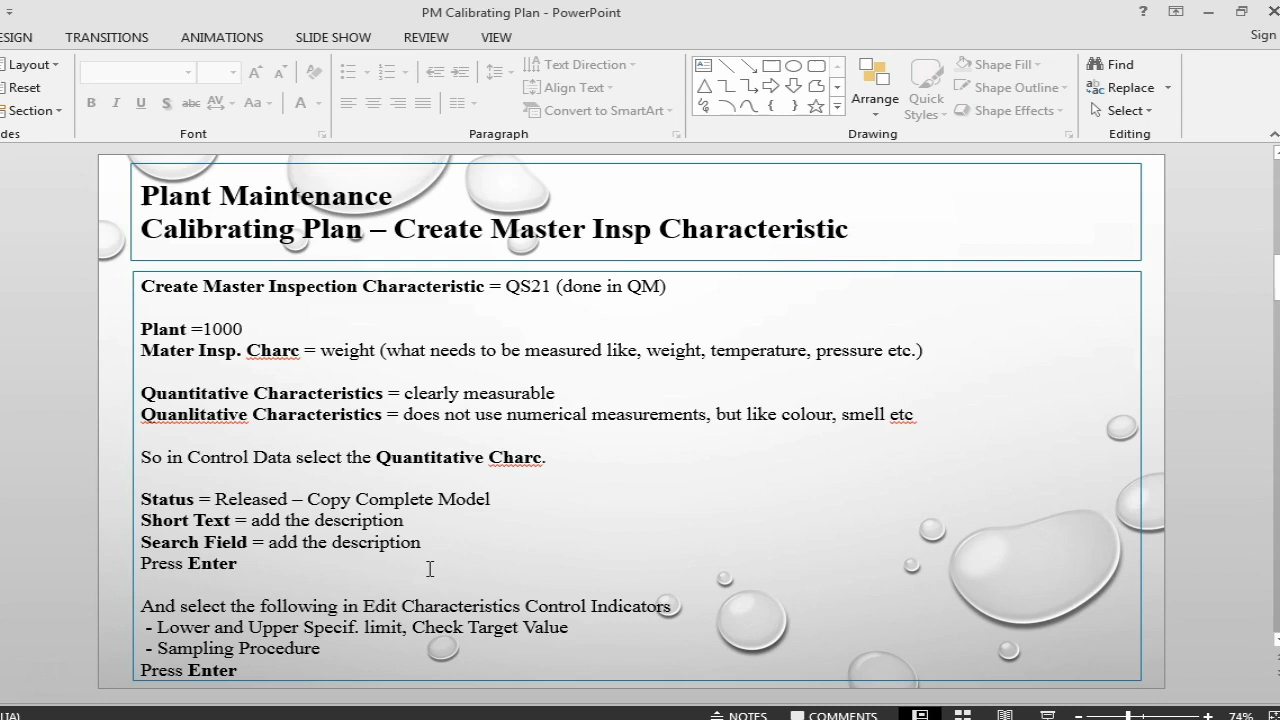 PM Calibrating Plan - PowerPoint
?
ESIGN TRANSITIONS ANIMATIONS SLIDE SHOW REVIEW VIEW Sign
Layout
Reset
Section
des
B I U S abc AV Aa A
Font
Text Direction
Align Text
Convert to SmartArt
Paragraph
Arrange
Quick
Styles
Shape Fill
Shape Outline
Shape Effects
Drawing
Find
Replace
Select
Editing
Plant Maintenance
Calibrating Plan – Create Master Insp Characteristic
Create Master Inspection Characteristic = QS21 (done in QM)
Plant =1000
Mater Insp. Charc = weight (what needs to be measured like, weight, temperature, pressure etc.)
Quantitative Characteristics = clearly measurable
Quanlitative Characteristics = does not use numerical measurements, but like colour, smell etc
So in Control Data select the Quantitative Charc.
Status = Released – Copy Complete Model
Short Text = add the description
Search Field = add the description
Press Enter
And select the following in Edit Characteristics Control Indicators
- Lower and Upper Specif. limit, Check Target Value
- Sampling Procedure
Press Enter
TA) NOTES COMMENTS 74%